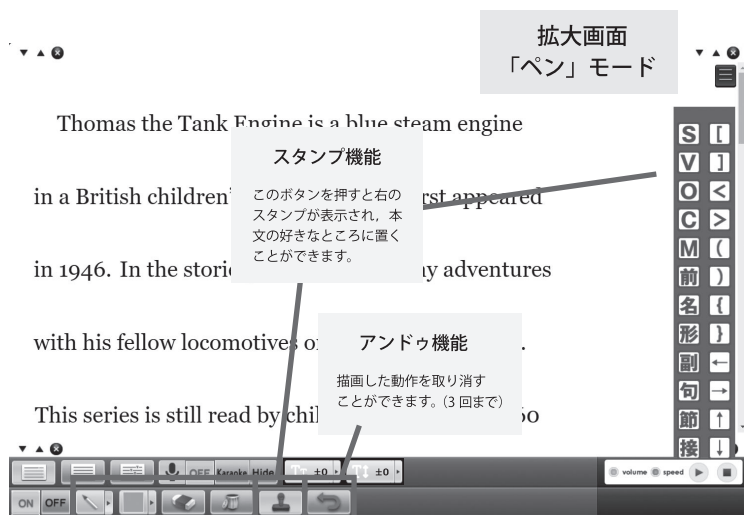 拡大画面
「ペン」モード
Thomas the Tank Engine is a blue steam engine
in a British children' rst appeared
in 1946. In the storie y adventures
with his fellow locomotives o .
This series is still read by chil 60
スタンプ機能
このボタンを押すと右の
スタンプが表示され，本
文の好きなところに置く
ことができます。
アンドゥ機能
描画した動作を取り消す
ことができます。（3 回まで）
S [
V ]
O <
C >
M (
前 )
名 {
形 }
副 ←
句 →
節 ↑
接 ↓
OFF Karaoke Hide T ±0 T ±0
volume speed
ON OFF